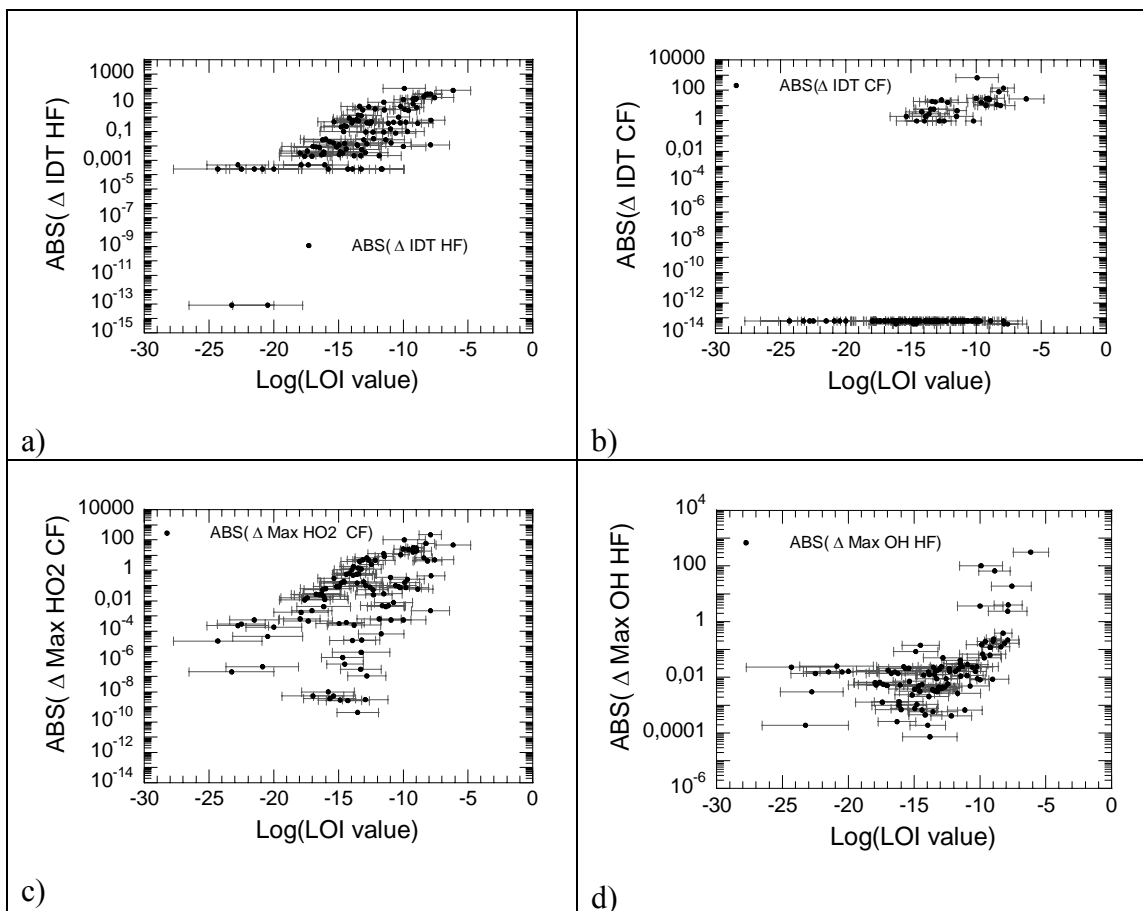 ABS( Δ IDT HF)
1000
10
0,1
0,001
10-5
10-7
10-9
10-11
10-13
10-15
ABS( Δ IDT HF)
-30 -25 -20 -15 -10 -5 0
Log(LOI value)
a)
ABS(Δ IDT CF)
10000
100
1
0,01
10-4
10-6
10-8
10-10
10-12
10-14
ABS(Δ IDT CF)
-30 -25 -20 -15 -10 -5 0
Log(LOI value)
b)
ABS( Δ Max HO2 CF)
10000
100
1
0,01
10-4
10-6
10-8
10-10
10-12
10-14
ABS( Δ Max HO2 CF)
-30 -25 -20 -15 -10 -5 0
Log(LOI value)
c)
ABS( Δ Max OH HF)
104
100
1
0,01
0,0001
10-6
ABS( Δ Max OH HF)
-30 -25 -20 -15 -10 -5 0
Log(LOI value)
d)